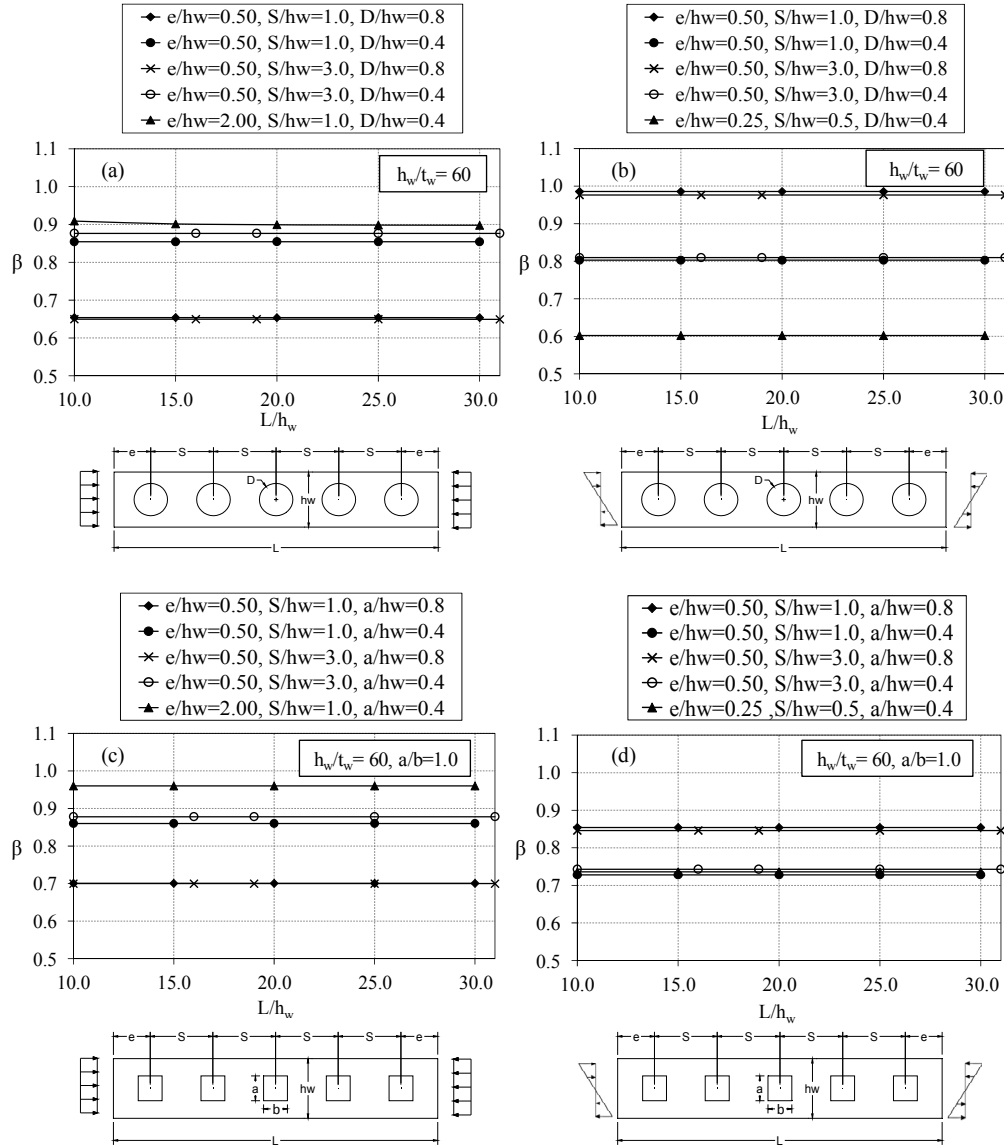 e/hw=0.50, S/hw=1.0, D/hw=0.8
e/hw=0.50, S/hw=1.0, D/hw=0.4
e/hw=0.50, S/hw=3.0, D/hw=0.8
e/hw=0.50, S/hw=3.0, D/hw=0.4
e/hw=2.00, S/hw=1.0, D/hw=0.4
1.1
1.0
0.9
0.8
0.7
0.6
0.5
β
(a)
h_w/t_w= 60
10.0 15.0 20.0 25.0 30.0
L/h_w
e S S S S e
D
hw
L
e/hw=0.50, S/hw=1.0, D/hw=0.8
e/hw=0.50, S/hw=1.0, D/hw=0.4
e/hw=0.50, S/hw=3.0, D/hw=0.8
e/hw=0.50, S/hw=3.0, D/hw=0.4
e/hw=0.25, S/hw=0.5, D/hw=0.4
1.1
1.0
0.9
0.8
0.7
0.6
0.5
β
(b)
h_w/t_w= 60
10.0 15.0 20.0 25.0 30.0
L/h_w
e S S S S e
D
hw
L
e/hw=0.50, S/hw=1.0, a/hw=0.8
e/hw=0.50, S/hw=1.0, a/hw=0.4
e/hw=0.50, S/hw=3.0, a/hw=0.8
e/hw=0.50, S/hw=3.0, a/hw=0.4
e/hw=2.00, S/hw=1.0, a/hw=0.4
1.1
1.0
0.9
0.8
0.7
0.6
0.5
β
(c)
h_w/t_w= 60, a/b=1.0
10.0 15.0 20.0 25.0 30.0
L/h_w
e S S S S e
a
b
hw
L
e/hw=0.50, S/hw=1.0, a/hw=0.8
e/hw=0.50, S/hw=1.0, a/hw=0.4
e/hw=0.50, S/hw=3.0, a/hw=0.8
e/hw=0.50, S/hw=3.0, a/hw=0.4
e/hw=0.25 ,S/hw=0.5, a/hw=0.4
1.1
1.0
0.9
0.8
0.7
0.6
0.5
β
(d)
h_w/t_w= 60, a/b=1.0
10.0 15.0 20.0 25.0 30.0
L/h_w
e S S S S e
a
b
hw
L